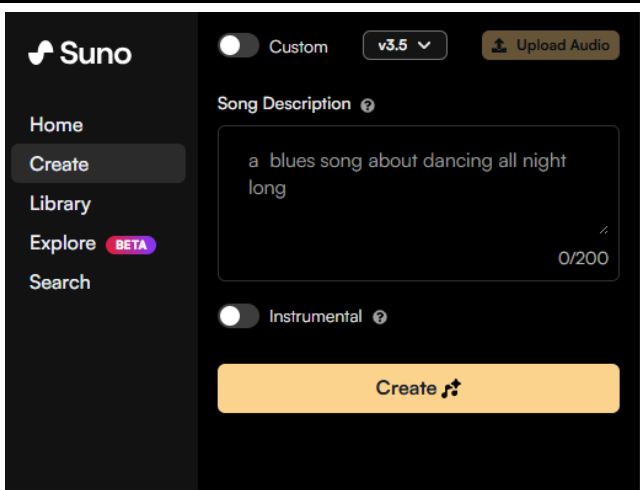 Suno
Home
Create
Library
Explore BETA
Search
Custom
v3.5
Upload Audio
Song Description ?
a  blues song about dancing all night
long
0/200
Instrumental ?
Create